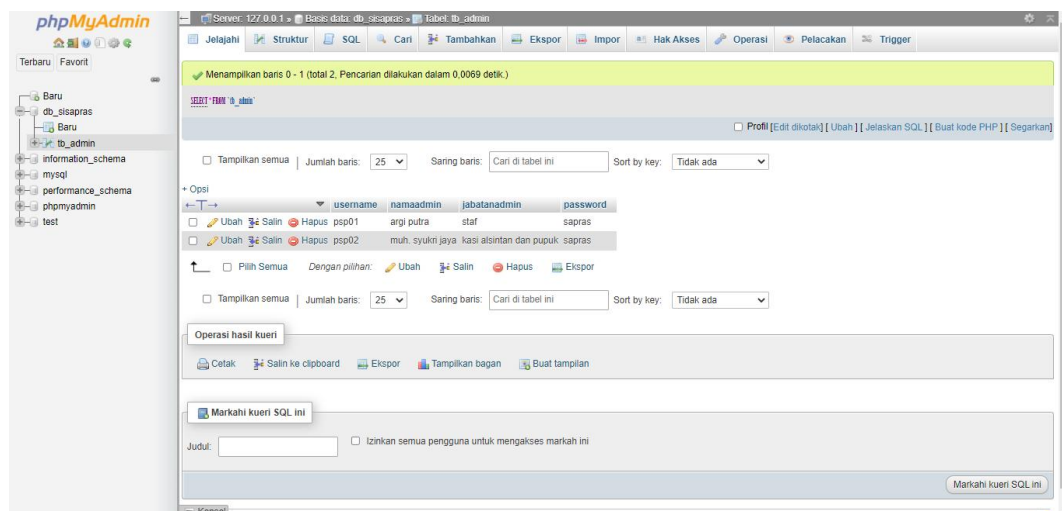 phpMyAdmin
Terbaru Favorit
Baru
db_sisapras
Baru
tb_admin
information_schema
mysql
performance_schema
phpmyadmin
test
Server: 127.0.0.1 » Basis data: db_sisapras » Tabel: tb_admin
Jelajahi Struktur SQL Cari Tambahkan Ekspor Impor Hak Akses Operasi Pelacakan Trigger
Menampilkan baris 0 - 1 (total 2, Pencarian dilakukan dalam 0,0069 detik.)
SELECT * FROM `tb_admin`
Profil [Edit dikotak] [ Ubah ] [ Jelaskan SQL ] [ Buat kode PHP ] [ Segarkan]
Tampilkan semua | Jumlah baris: 25 Saring baris: Cari di tabel ini Sort by key: Tidak ada
+ Opsi
←T→ username namaadmin jabatanadmin password
Ubah Salin Hapus psp01 argi putra staf sapras
Ubah Salin Hapus psp02 muh. syukri jaya kasi alsintan dan pupuk sapras
Pilih Semua Dengan pilihan: Ubah Salin Hapus Ekspor
Tampilkan semua | Jumlah baris: 25 Saring baris: Cari di tabel ini Sort by key: Tidak ada
Operasi hasil kueri
Cetak Salin ke clipboard Ekspor Tampilkan bagan Buat tampilan
Markahi kueri SQL ini
Judul: Izinkan semua pengguna untuk mengakses markah ini
Markahi kueri SQL ini